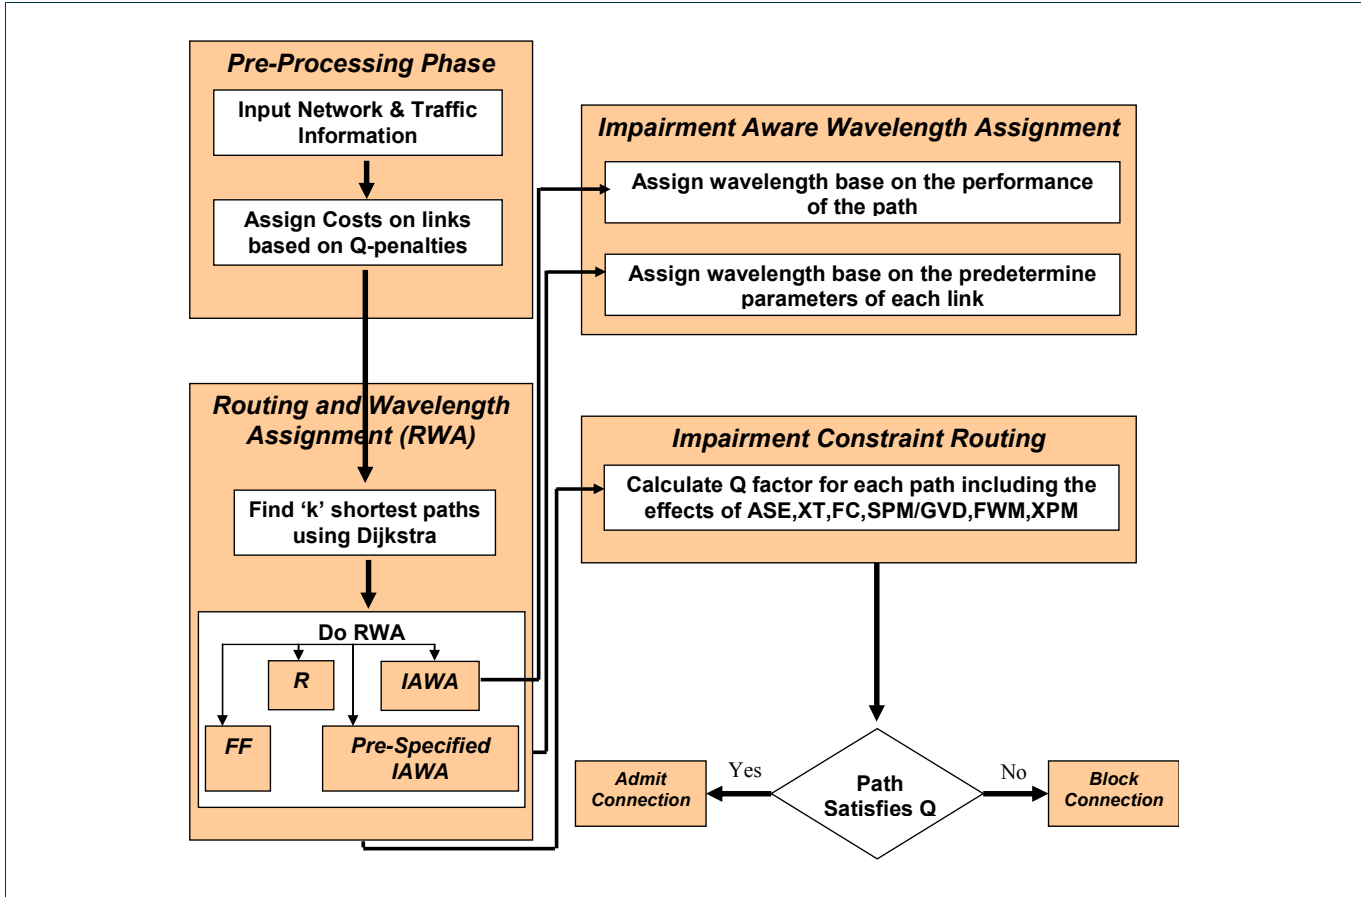 Pre-Processing Phase
Input Network & Traffic
Information
Assign Costs on links
based on Q-penalties
Impairment Aware Wavelength Assignment
Assign wavelength base on the performance
of the path
Assign wavelength base on the predetermine
parameters of each link
Routing and Wavelength
Assignment (RWA)
Find ‘k’ shortest paths
using Dijkstra
Do RWA
R
IAWA
FF
Pre-Specified
IAWA
Impairment Constraint Routing
Calculate Q factor for each path including the
effects of ASE,XT,FC,SPM/GVD,FWM,XPM
Path
Satisfies Q
Yes
Admit
Connection
No
Block
Connection